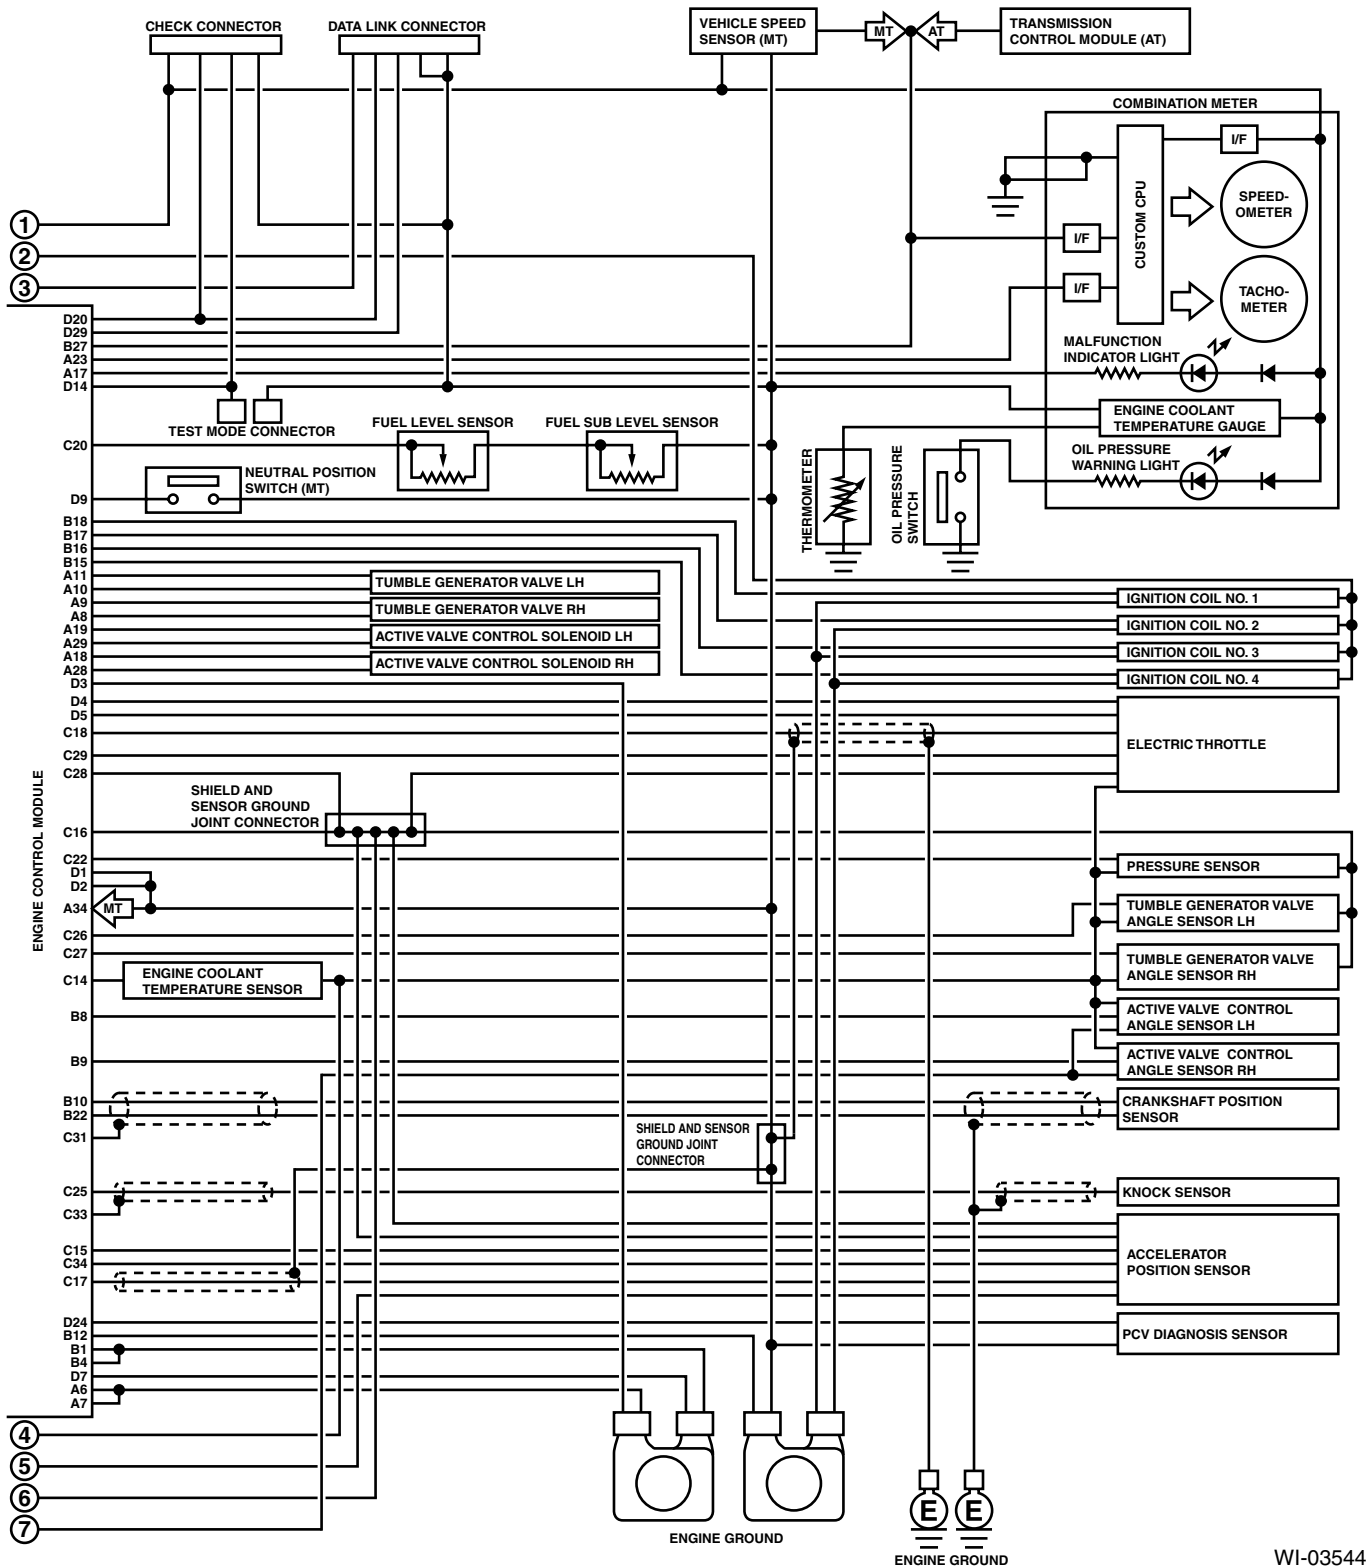 CHECK CONNECTOR
DATA LINK CONNECTOR
VEHICLE SPEED
SENSOR (MT)
MT
AT
TRANSMISSION
CONTROL MODULE (AT)
COMBINATION METER
I/F
CUSTOM CPU
SPEED-
OMETER
I/F
I/F
TACHO-
METER
MALFUNCTION
INDICATOR LIGHT
ENGINE COOLANT
TEMPERATURE GAUGE
OIL PRESSURE
WARNING LIGHT
1
2
3
D20
D29
B27
A23
A17
D14
TEST MODE CONNECTOR
FUEL LEVEL SENSOR
FUEL SUB LEVEL SENSOR
C20
NEUTRAL POSITION
SWITCH (MT)
D9
THERMOMETER
OIL PRESSURE
SWITCH
B18
B17
B16
B15
A11
A10
A9
A8
A19
A29
A18
A28
D3
D4
D5
C18
C29
C28
TUMBLE GENERATOR VALVE LH
TUMBLE GENERATOR VALVE RH
ACTIVE VALVE CONTROL SOLENOID LH
ACTIVE VALVE CONTROL SOLENOID RH
IGNITION COIL NO. 1
IGNITION COIL NO. 2
IGNITION COIL NO. 3
IGNITION COIL NO. 4
ELECTRIC THROTTLE
ENGINE CONTROL MODULE
SHIELD AND
SENSOR GROUND
JOINT CONNECTOR
C16
C22
D1
D2
A34
MT
C26
C27
C14
ENGINE COOLANT
TEMPERATURE SENSOR
B8
B9
B10
B22
C31
C25
C33
C15
C34
C17
D24
B12
B1
B4
D7
A6
A7
PRESSURE SENSOR
TUMBLE GENERATOR VALVE
ANGLE SENSOR LH
TUMBLE GENERATOR VALVE
ANGLE SENSOR RH
ACTIVE VALVE CONTROL
ANGLE SENSOR LH
ACTIVE VALVE CONTROL
ANGLE SENSOR RH
CRANKSHAFT POSITION
SENSOR
SHIELD AND SENSOR
GROUND JOINT
CONNECTOR
KNOCK SENSOR
ACCELERATOR
POSITION SENSOR
PCV DIAGNOSIS SENSOR
4
5
6
7
ENGINE GROUND
E
E
ENGINE GROUND
WI-03544